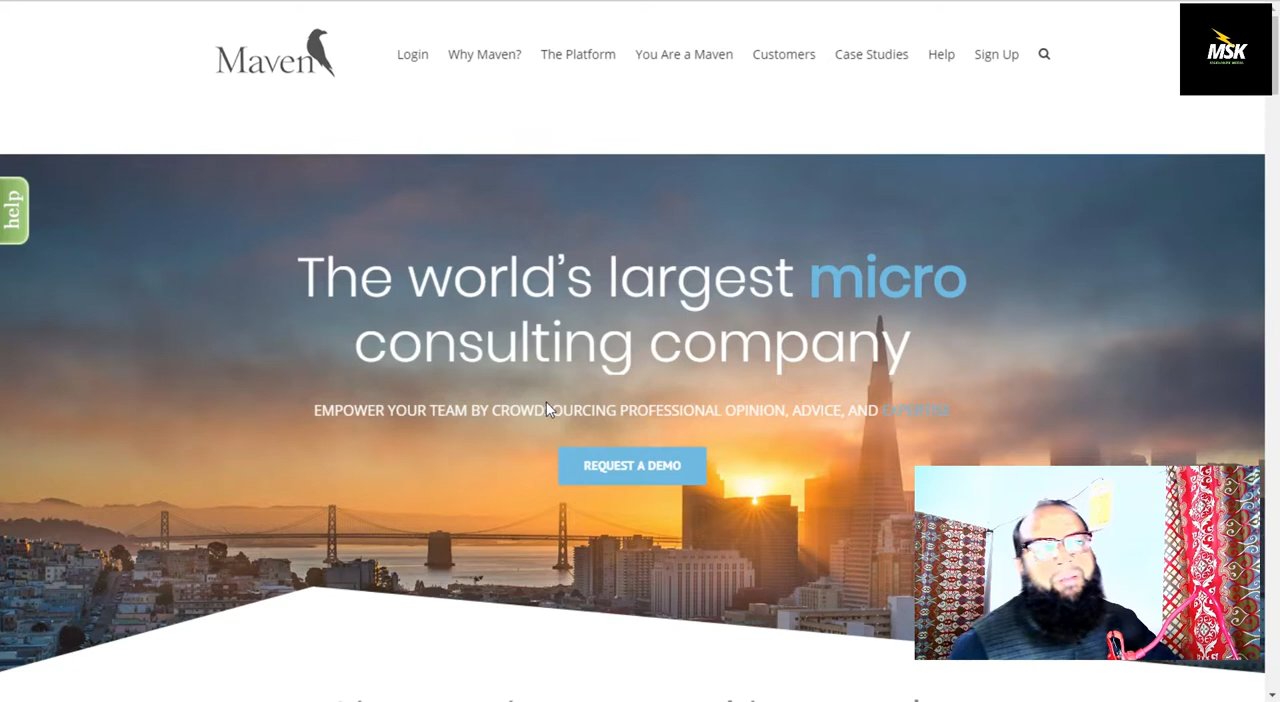 Maven
Login Why Maven? The Platform You Are a Maven Customers Case Studies Help Sign Up
MSK
help
The world's largest micro
consulting company
EMPOWER YOUR TEAM BY CROWDSOURCING PROFESSIONAL OPINION, ADVICE, AND EXPERTISE
REQUEST A DEMO